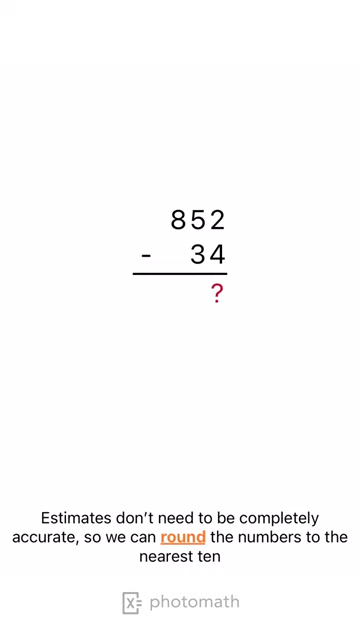 852
- 34
?
Estimates don’t need to be completely
accurate, so we can round the numbers to the
nearest ten
photomath